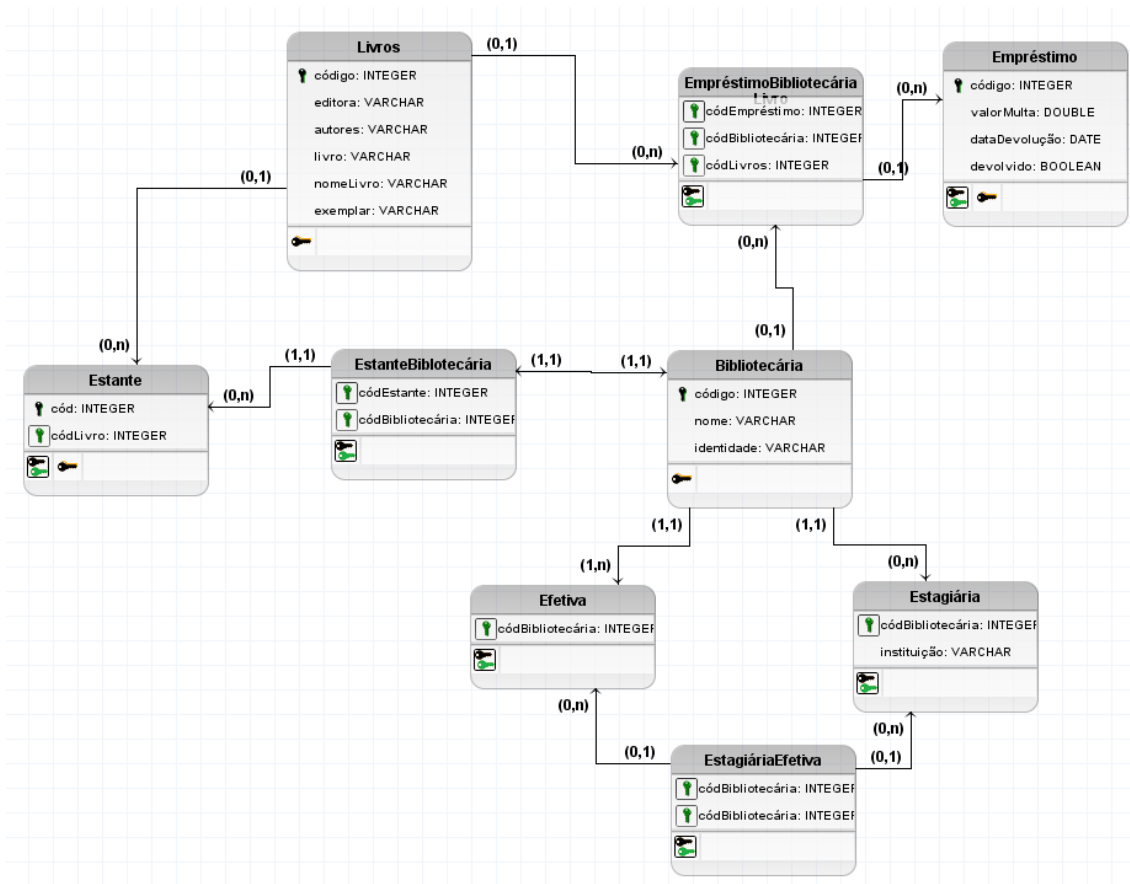 Livros
código: INTEGER
editora: VARCHAR
autores: VARCHAR
livro: VARCHAR
nomeLivro: VARCHAR
exemplar: VARCHAR
(0,1)
(0,n)
(0,1)
(0,n)
EmpréstimoBibliotecária
Livro
códEmpréstimo: INTEGER
códBibliotecária: INTEGER
códLivros: INTEGER
(0,n)
(0,1)
Empréstimo
código: INTEGER
valorMulta: DOUBLE
dataDevolução: DATE
devolvido: BOOLEAN
(0,n)
(0,1)
Estante
cód: INTEGER
códLivro: INTEGER
(1,1)
(0,n)
EstanteBiblotecária
códEstante: INTEGER
códBibliotecária: INTEGER
(1,1)
(1,1)
Bibliotecária
código: INTEGER
nome: VARCHAR
identidade: VARCHAR
(1,1)
(1,n)
(1,1)
(0,n)
Efetiva
códBibliotecária: INTEGER
Estagiária
códBibliotecária: INTEGER
instituição: VARCHAR
(0,n)
(0,1)
(0,n)
(0,1)
EstagiáriaEfetiva
códBibliotecária: INTEGER
códBibliotecária: INTEGER